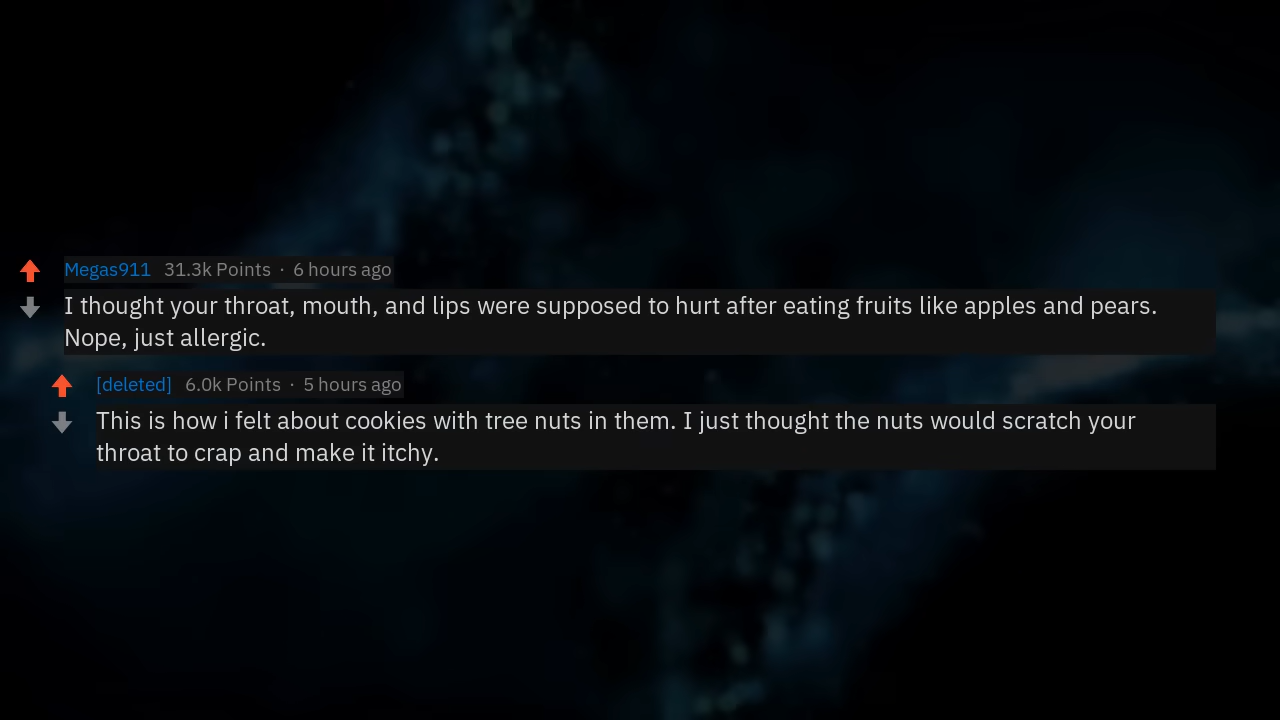 Megas911 31.3k Points · 6 hours ago
I thought your throat, mouth, and lips were supposed to hurt after eating fruits like apples and pears.
Nope, just allergic.
[deleted] 6.0k Points · 5 hours ago
This is how i felt about cookies with tree nuts in them. I just thought the nuts would scratch your
throat to crap and make it itchy.